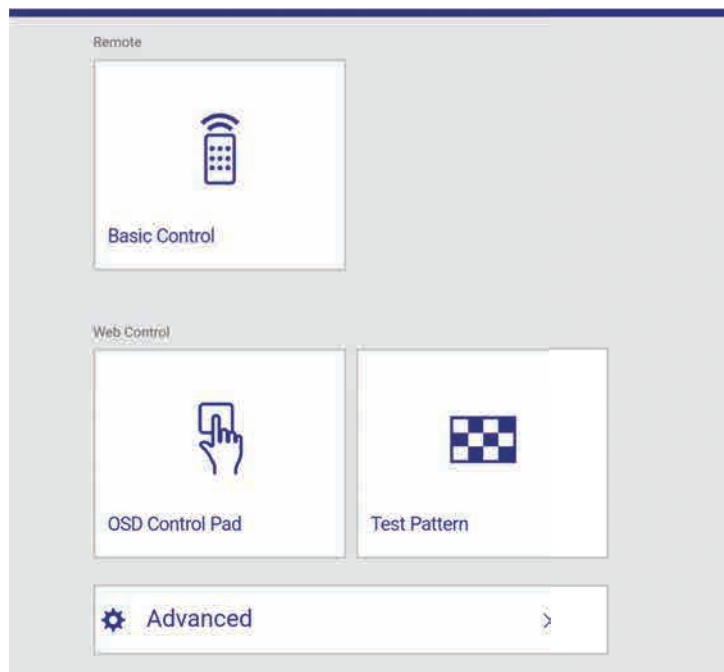 Remote
Basic Control
Web Control
OSD Control Pad
Test Pattern
Advanced